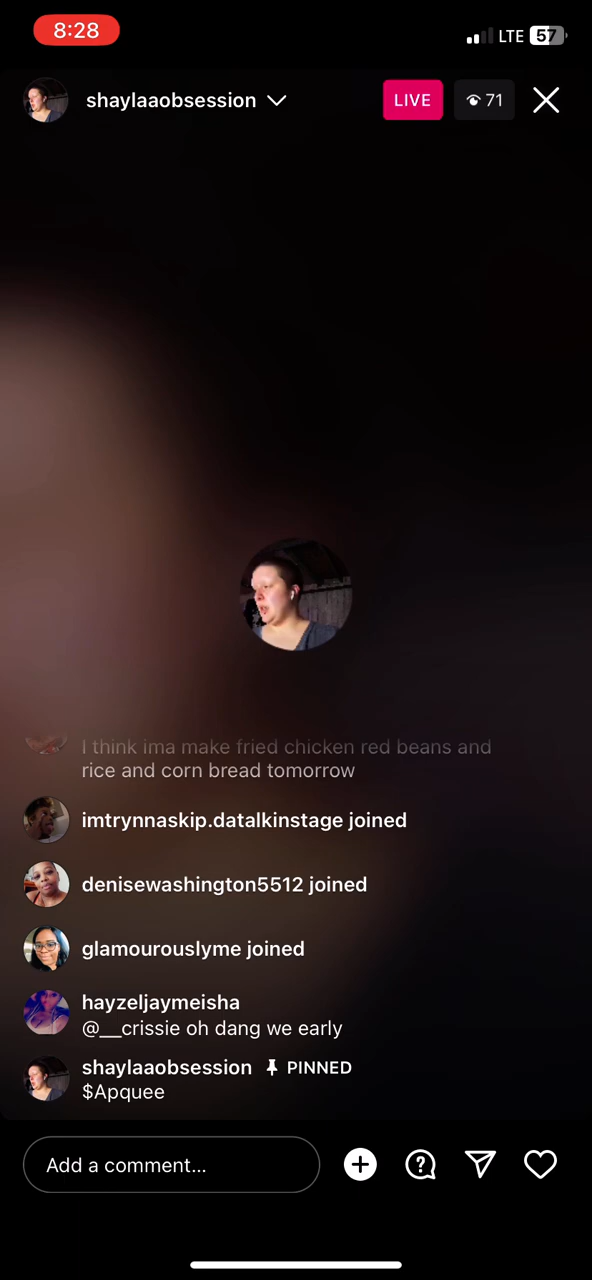 8:28
LTE 57
shaylaaobsession
LIVE
71
I think ima make fried chicken red beans and
rice and corn bread tomorrow
imtrynnaskip.datalkinstage joined
denisewashington5512 joined
glamourouslyme joined
hayzeljaymeisha
@__crissie oh dang we early
shaylaaobsession PINNED
$Apquee
Add a comment...